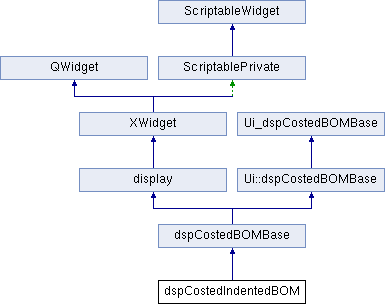 ScriptableWidget
QWidget
ScriptablePrivate
XWidget
Ui_dspCostedBOMBase
display
Ui::dspCostedBOMBase
dspCostedBOMBase
dspCostedIndentedBOM